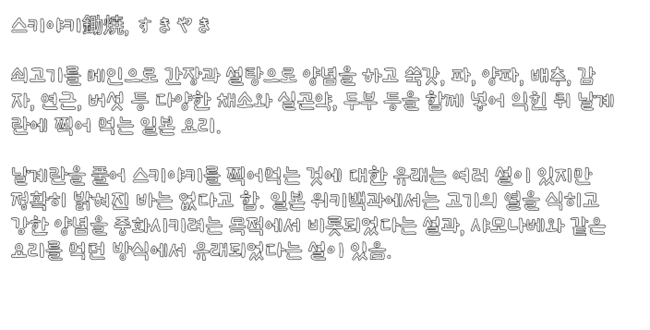 스키야키鋤焼, すきやき
쇠고기를 메인으로 간장과 설탕으로 양념을 하고 쑥갓, 파, 양파, 배추, 감
자, 연근, 버섯 등 다양한 채소와 실곤약, 두부 등을 함께 넣어 익힌 뒤 날계
란에 찍어 먹는 일본 요리.
날계란을 풀어 스키야키를 찍어먹는 것에 대한 유래는 여러 설이 있지만
정확히 밝혀진 바는 없다고 함. 일본 위키백과에서는 고기의 열을 식히고
강한 양념을 중화시키려는 목적에서 비롯되었다는 설과, 샤모나베와 같은
요리를 먹던 방식에서 유래되었다는 설이 있음.